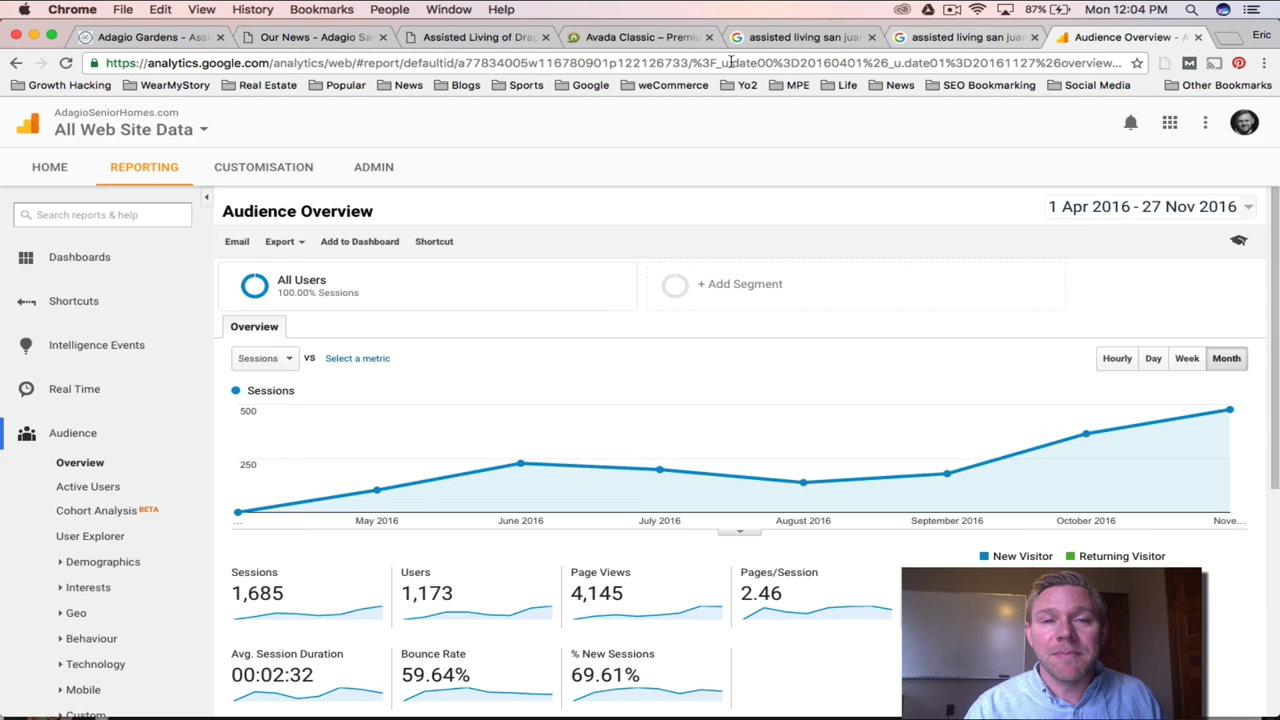 Chrome File Edit View History Bookmarks People Window Help 87% Mon 12:04 PM
Adagio Gardens – Ass Our News - Adagio Se Assisted Living of Drap Avada Classic – Premiu assisted living san juan assisted living san juan Audience Overview - A Eric
https://analytics.google.com/analytics/web/#report/defaultid/a77834005w116780901p122126733/%3F_u.date00%3D20160401%26_u.date01%3D20161127%26overview...
Growth Hacking WearMyStory Real Estate Popular News Blogs Sports Google weCommerce Yo2 MPE Life News SEO Bookmarking Social Media Other Bookmarks
AdagioSeniorHomes.com
All Web Site Data
HOME REPORTING CUSTOMISATION ADMIN
Search reports & help
Dashboards
Shortcuts
Intelligence Events
Real Time
Audience
Overview
Active Users
Cohort Analysis BETA
User Explorer
Demographics
Interests
Geo
Behaviour
Technology
Mobile
Custom
Audience Overview
1 Apr 2016 - 27 Nov 2016
Email Export Add to Dashboard Shortcut
All Users
100.00% Sessions
+ Add Segment
Overview
Sessions VS Select a metric
Hourly Day Week Month
Sessions
500
250
... May 2016 June 2016 July 2016 August 2016 September 2016 October 2016 Nove...
New Visitor Returning Visitor
Sessions Users Page Views Pages/Session
1,685 1,173 4,145 2.46
Avg. Session Duration Bounce Rate % New Sessions
00:02:32 59.64% 69.61%